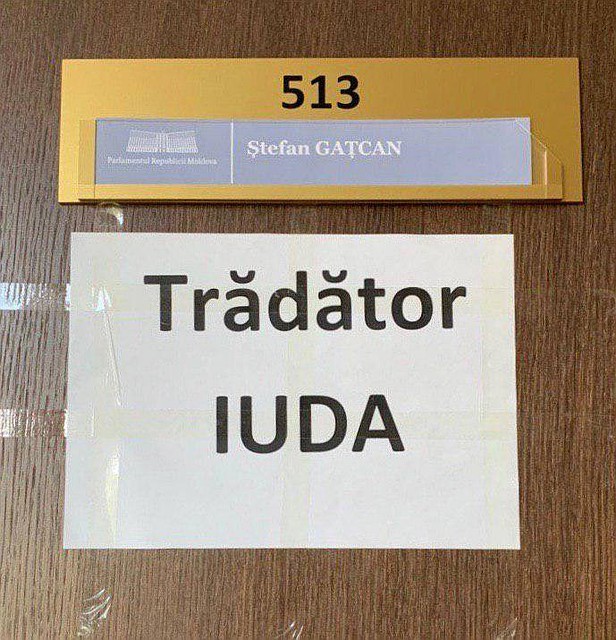 513
Parlamentul Republicii Moldova
Ștefan GAȚCAN
Trădător
IUDA